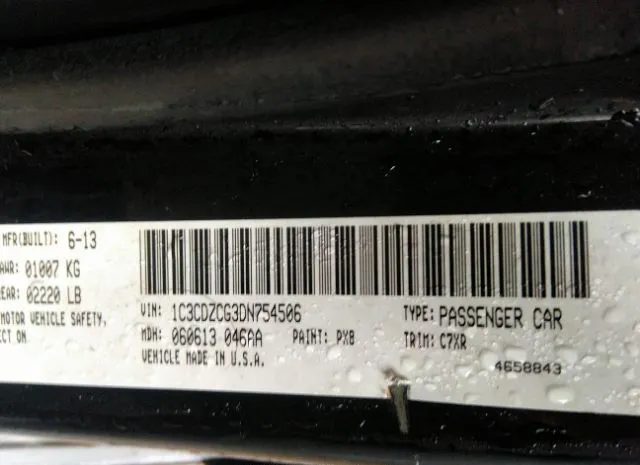 MFR(BUILT): 6-13
AWR: 01007 KG
EAR: 02220 LB
MOTOR VEHICLE SAFETY,
ECT ON
VIN: 1C3CDZCG3DN754506
TYPE: PASSENGER CAR
MDH: 060613 046AA PAINT: PXB
TRIM: C7XR
VEHICLE MADE IN U.S.A.
4658843